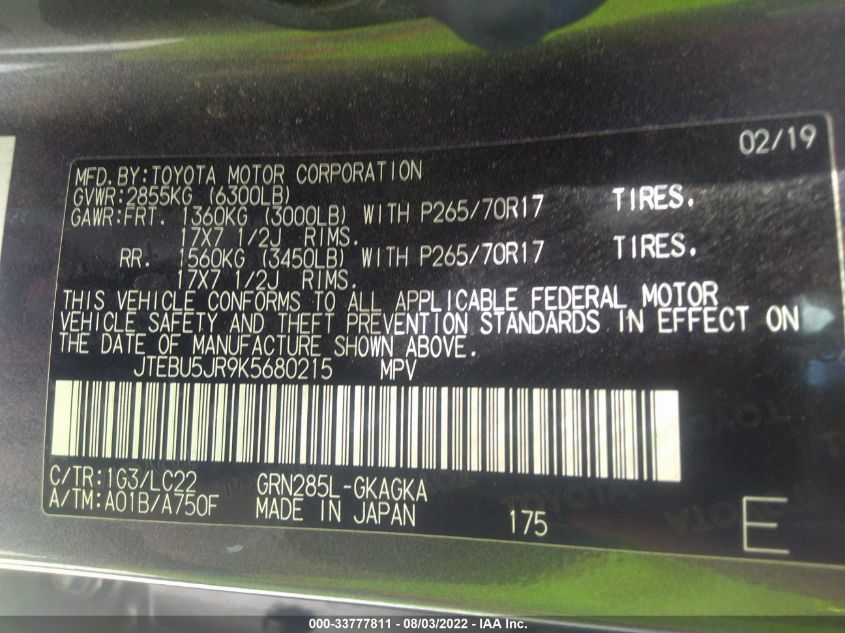 02/19
MFD.BY:TOYOTA MOTOR CORPORATION
GVWR:2855KG (6300LB)
GAWR:FRT. 1360KG (3000LB) WITH P265/70R17 TIRES.
17X7 1/2J RIMS.
RR. 1560KG (3450LB) WITH P265/70R17 TIRES.
17X7 1/2J RIMS.
THIS VEHICLE CONFORMS TO ALL APPLICABLE FEDERAL MOTOR
VEHICLE SAFETY AND THEFT PREVENTION STANDARDS IN EFFECT ON
THE DATE OF MANUFACTURE SHOWN ABOVE.
JTEBU5JR9K5680215 MPV
C/TR:1G3/LC22 GRN285L-GKAGKA
A/TM:A01B/A750F MADE IN JAPAN 175 E
TOYOTA
TOYOTA
000-33777811 - 08/03/2022 - IAA Inc.